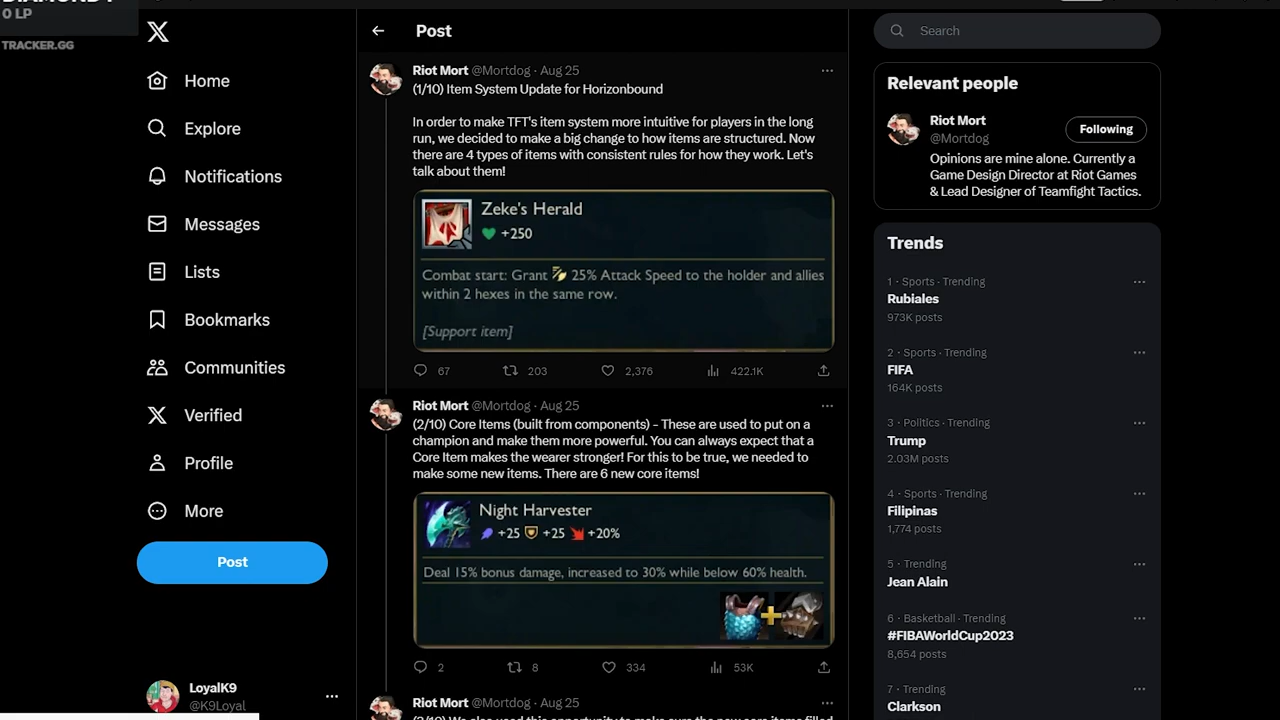 0 LP
TRACKER.GG
Home
Explore
Notifications
Messages
Lists
Bookmarks
Communities
Verified
Profile
More
Post
LoyalK9
@K9Loyal
Post
Riot Mort @Mortdog · Aug 25
(1/10) Item System Update for Horizonbound
In order to make TFT's item system more intuitive for players in the long
run, we decided to make a big change to how items are structured. Now
there are 4 types of items with consistent rules for how they work. Let's
talk about them!
Zeke's Herald
+250
Combat start: Grant 25% Attack Speed to the holder and allies
within 2 hexes in the same row.
[Support item]
67 203 2,376 422.1K
Riot Mort @Mortdog · Aug 25
(2/10) Core Items (built from components) - These are used to put on a
champion and make them more powerful. You can always expect that a
Core Item makes the wearer stronger! For this to be true, we needed to
make some new items. There are 6 new core items!
Night Harvester
+25 +25 +20%
Deal 15% bonus damage, increased to 30% while below 60% health.
2 8 334 53K
Riot Mort @Mortdog · Aug 25
Search
Relevant people
Riot Mort
@Mortdog
Following
Opinions are mine alone. Currently a
Game Design Director at Riot Games
& Lead Designer of Teamfight Tactics.
Trends
1 · Sports · Trending
Rubiales
973K posts
2 · Sports · Trending
FIFA
164K posts
3 · Politics · Trending
Trump
2.03M posts
4 · Sports · Trending
Filipinas
1,774 posts
5 · Trending
Jean Alain
6 · Basketball · Trending
#FIBAWorldCup2023
8,654 posts
7 · Trending
Clarkson